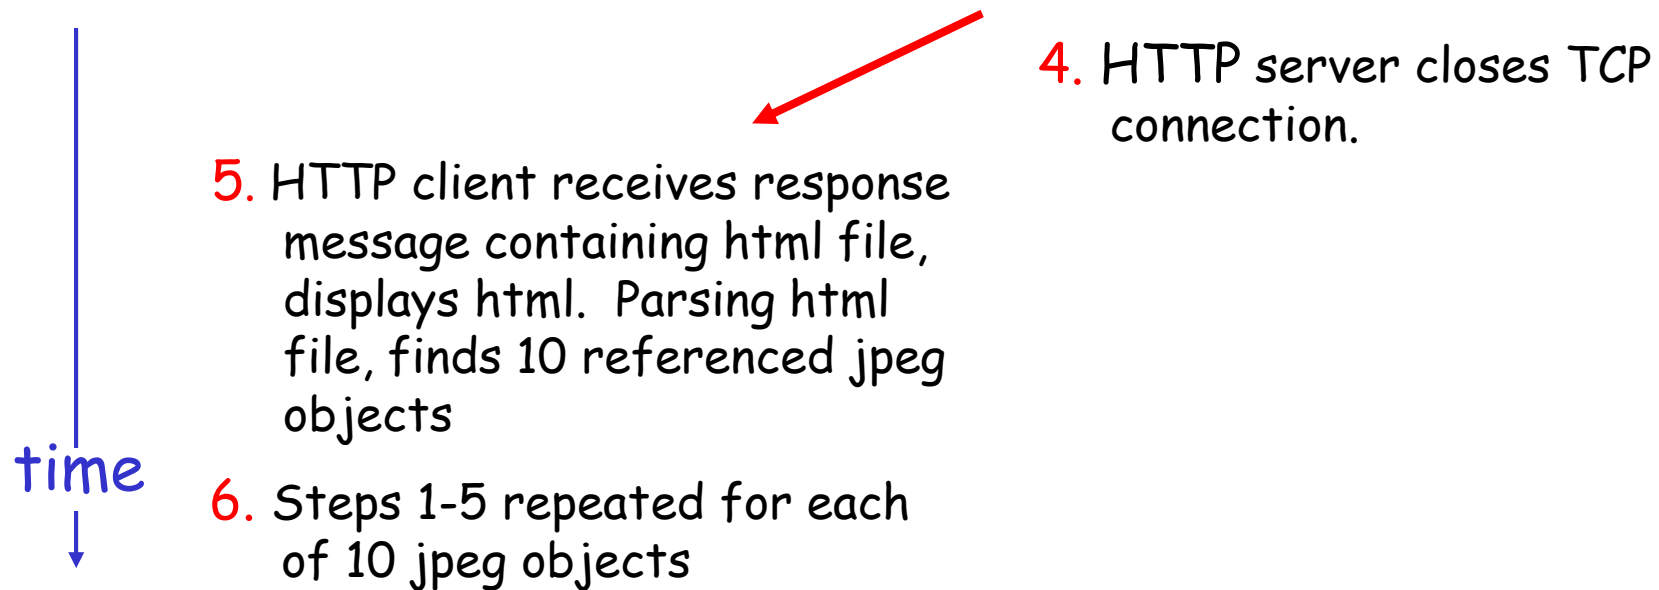 4. HTTP server closes TCP
connection.
5. HTTP client receives response
message containing html file,
displays html.  Parsing html
file, finds 10 referenced jpeg
objects
time
6. Steps 1-5 repeated for each
of 10 jpeg objects